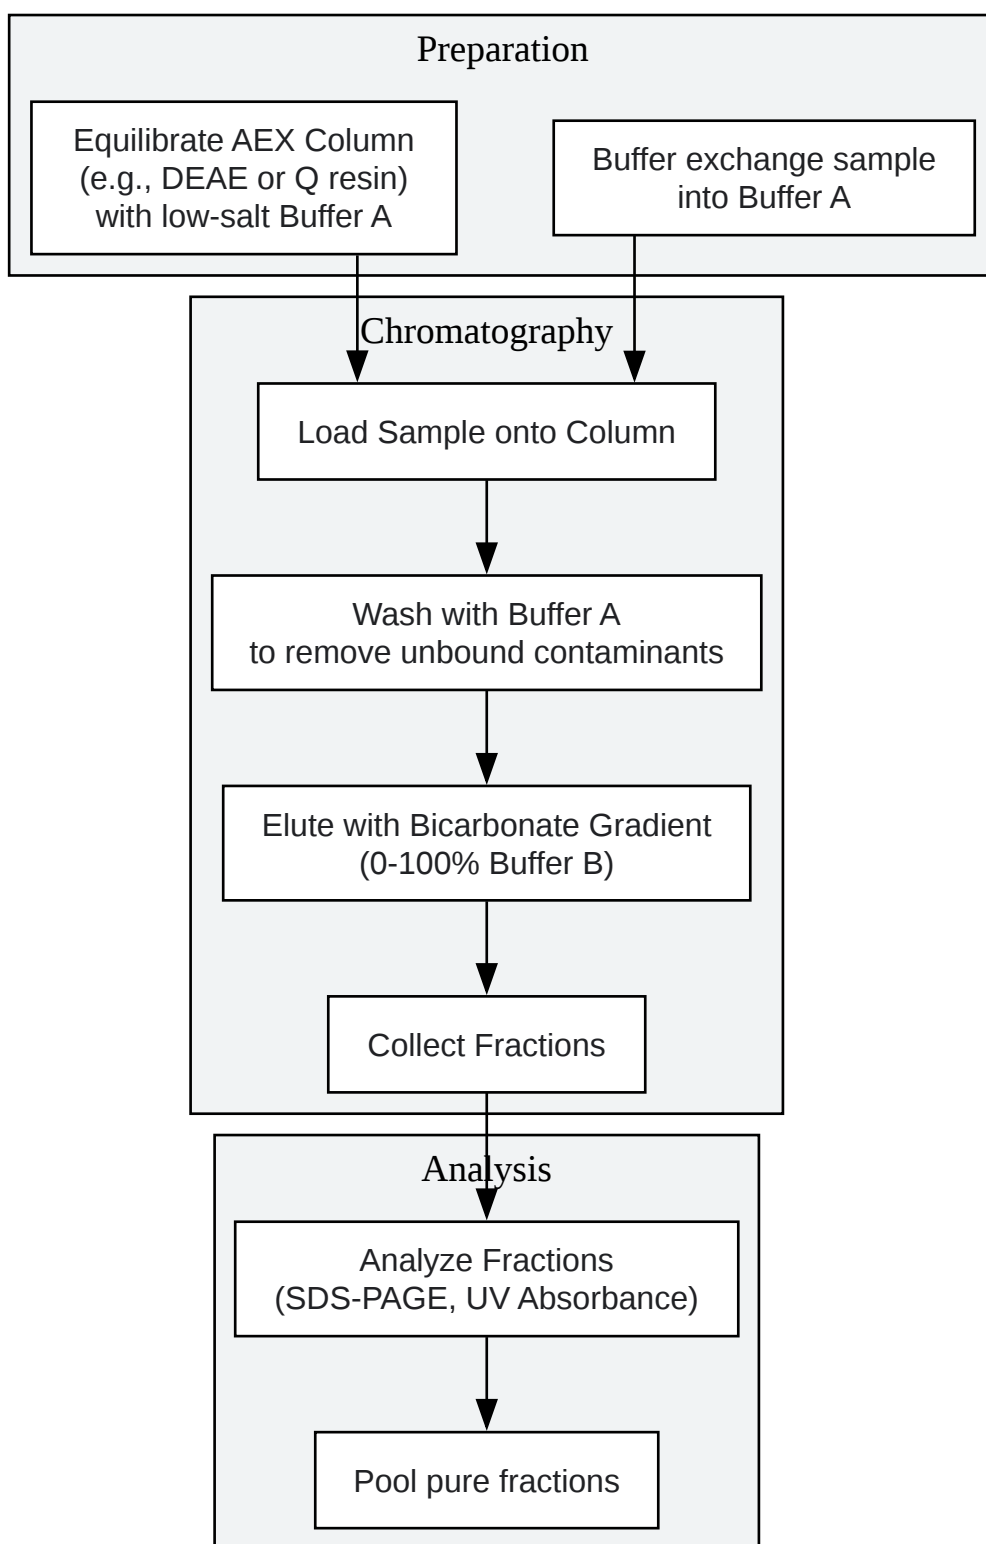 Preparation
Equilibrate AEX Column
(e.g., DEAE or Q resin)
with low-salt Buffer A
Buffer exchange sample
into Buffer A
Chromatography
Load Sample onto Column
Wash with Buffer A
to remove unbound contaminants
Elute with Bicarbonate Gradient
(0-100% Buffer B)
Collect Fractions
Analysis
Analyze Fractions
(SDS-PAGE, UV Absorbance)
Pool pure fractions